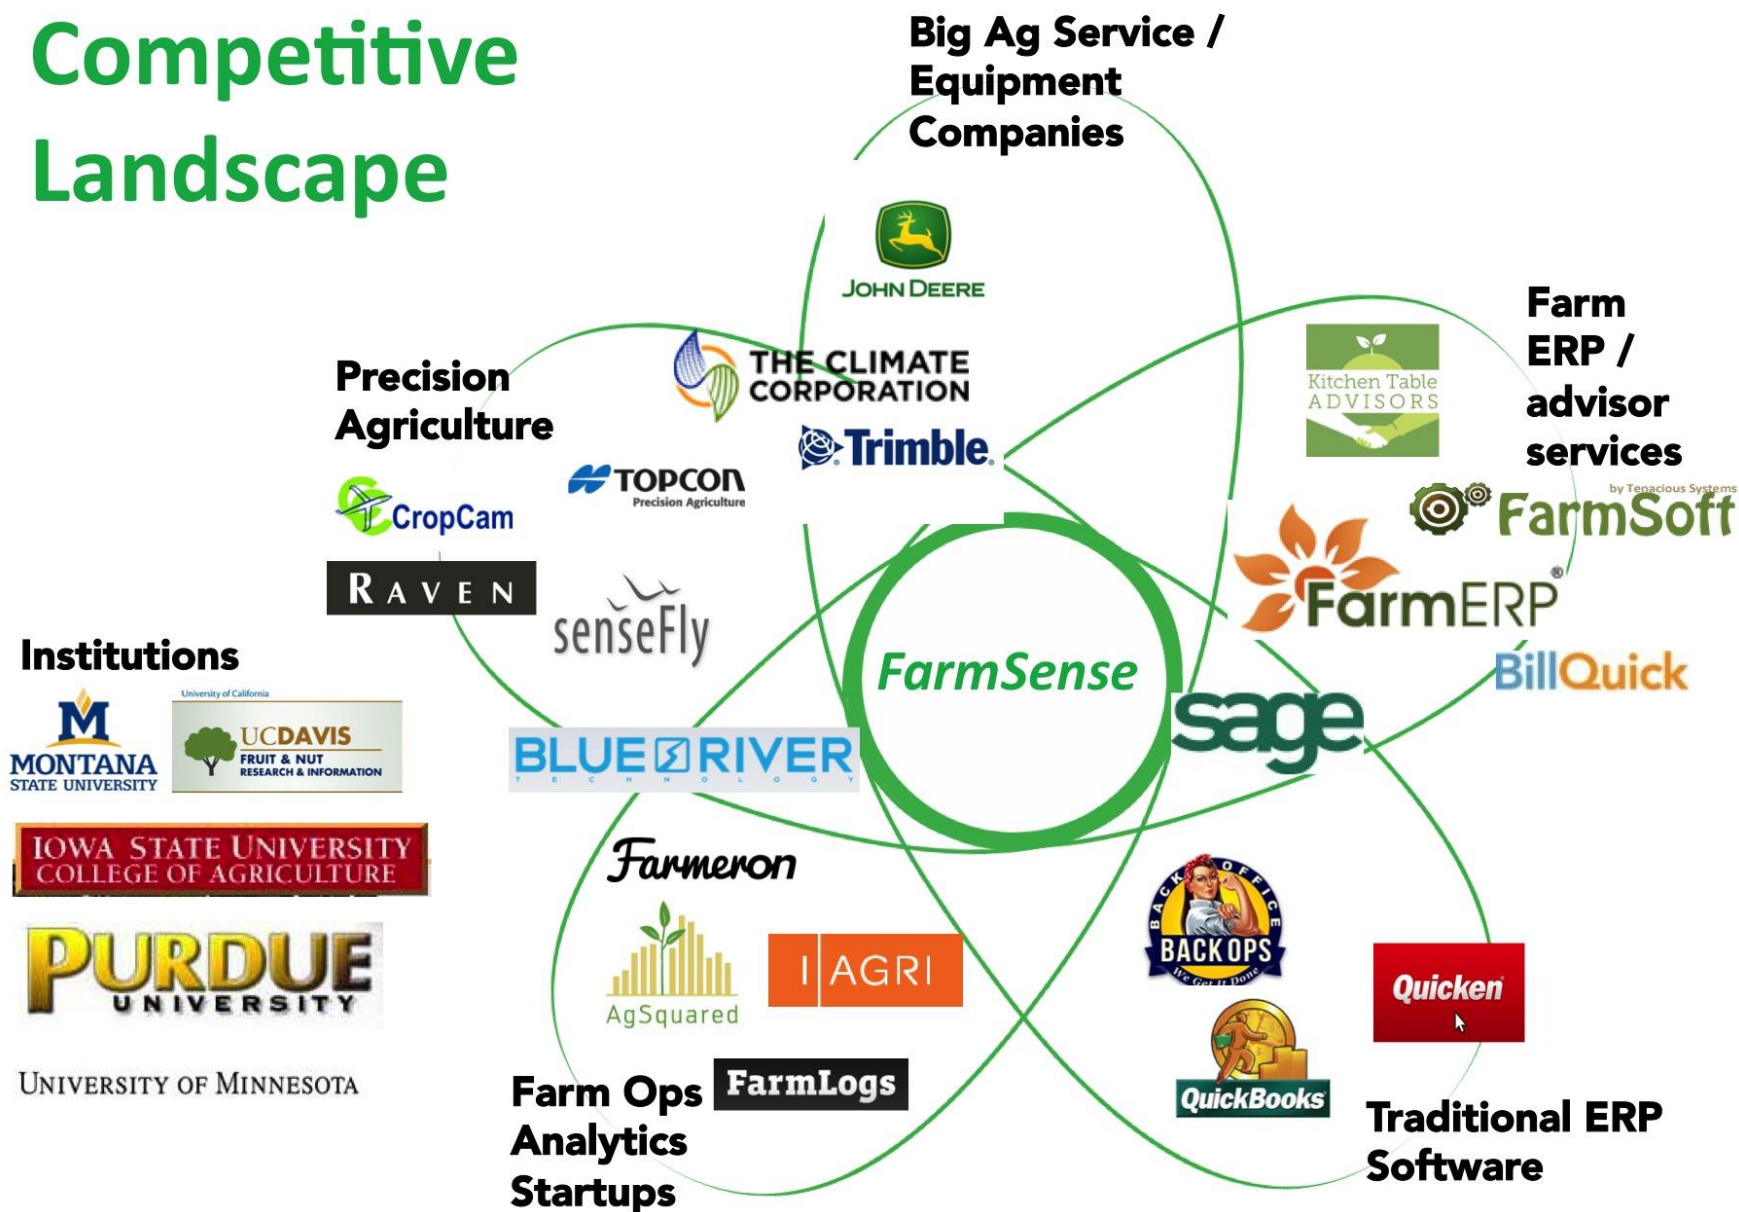 Competitive
Landscape
Big Ag Service /
Equipment
Companies
JOHN DEERE
Precision
Agriculture
THE CLIMATE
CORPORATION
Trimble
TOPCON
Precision Agriculture
CropCam
RAVEN
senseFly
Kitchen Table
ADVISORS
Farm
ERP /
advisor
services
by Tenacious Systems
FarmSoft
FarmERP®
BillQuick
Institutions
M
MONTANA
STATE UNIVERSITY
University of California
UCDAVIS
FRUIT & NUT
RESEARCH & INFORMATION
IOWA STATE UNIVERSITY
COLLEGE OF AGRICULTURE
PURDUE
UNIVERSITY
UNIVERSITY OF MINNESOTA
FarmSense
BLUE RIVER
TECHNOLOGY
sage
Farmeron
AgSquared
I AGRI
FarmLogs
Farm Ops
Analytics
Startups
BACK OFFICE
BACK OPS
We Get It Done
Quicken
QuickBooks
Traditional ERP
Software